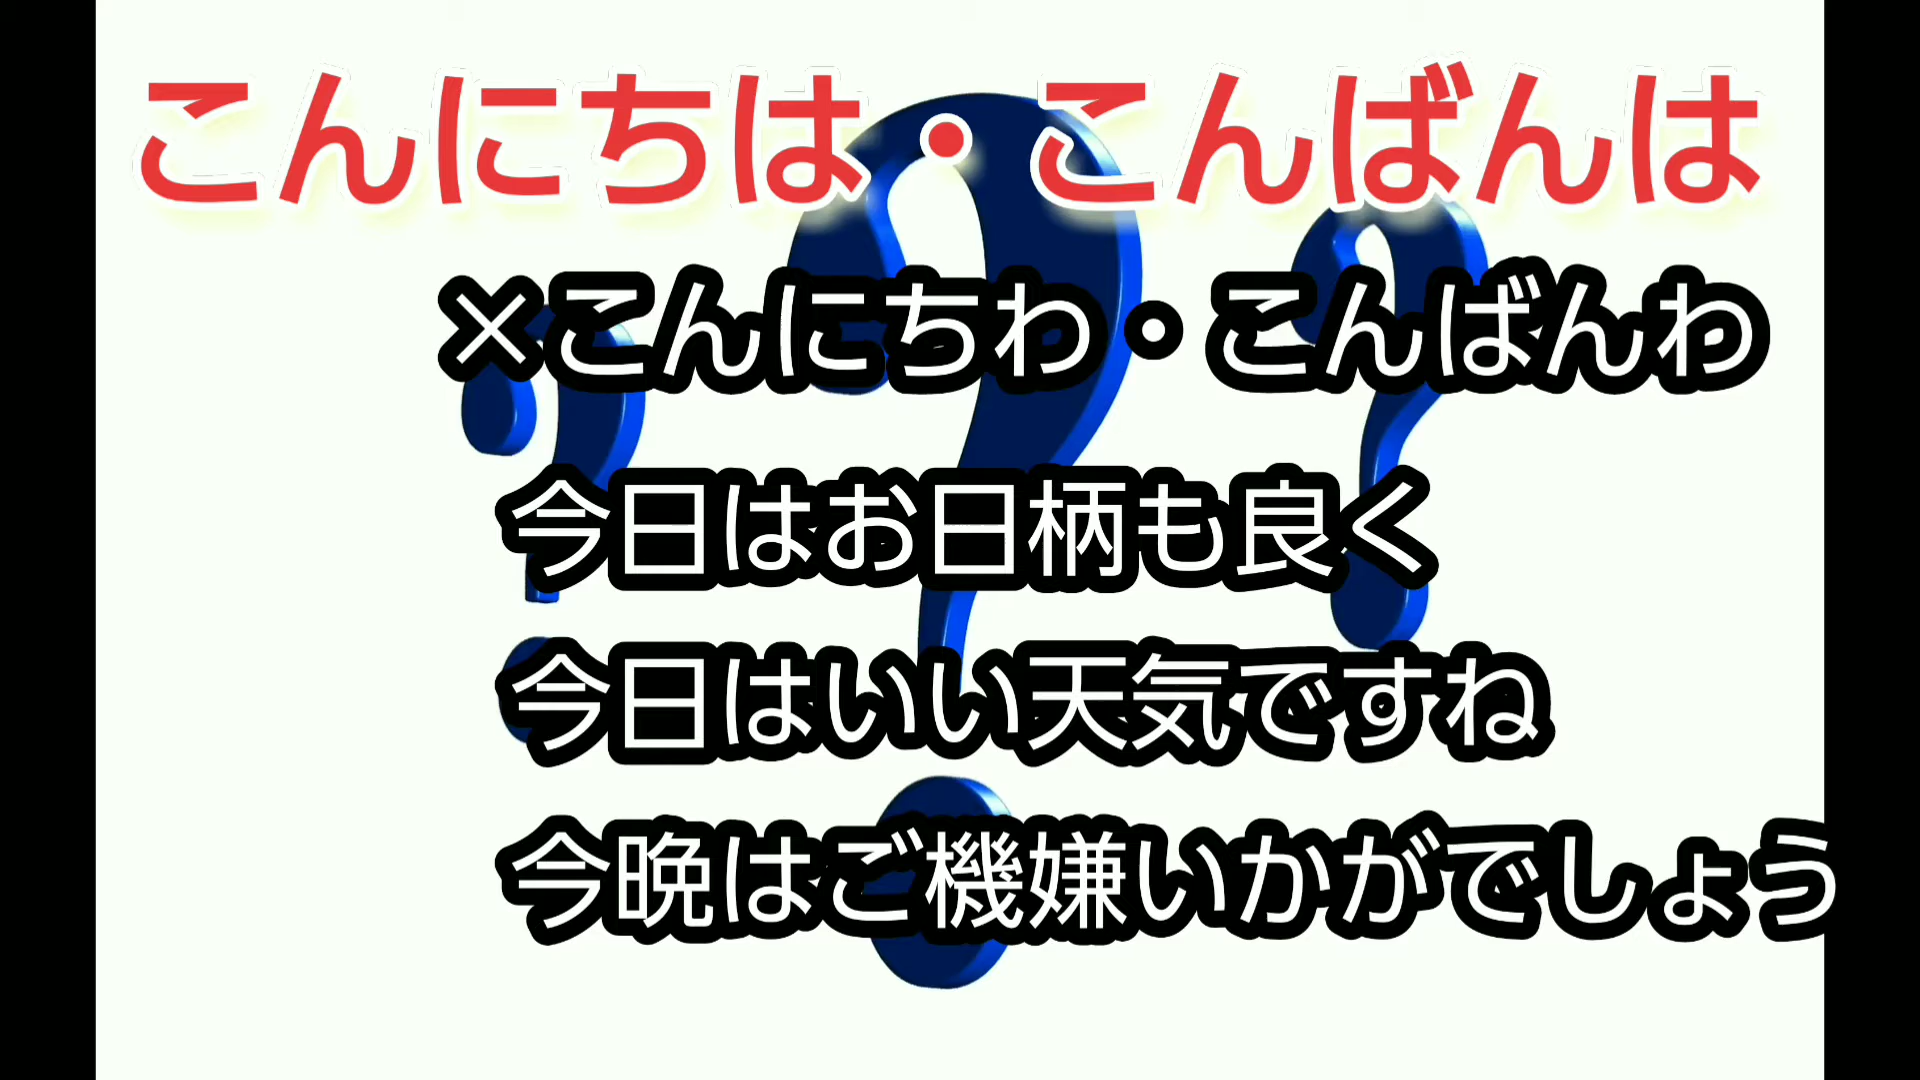 こんにちは・こんばんは
×こんにちわ・こんばんわ
今日はお日柄も良く
今日はいい天気ですね
今晩はご機嫌いかがでしょう